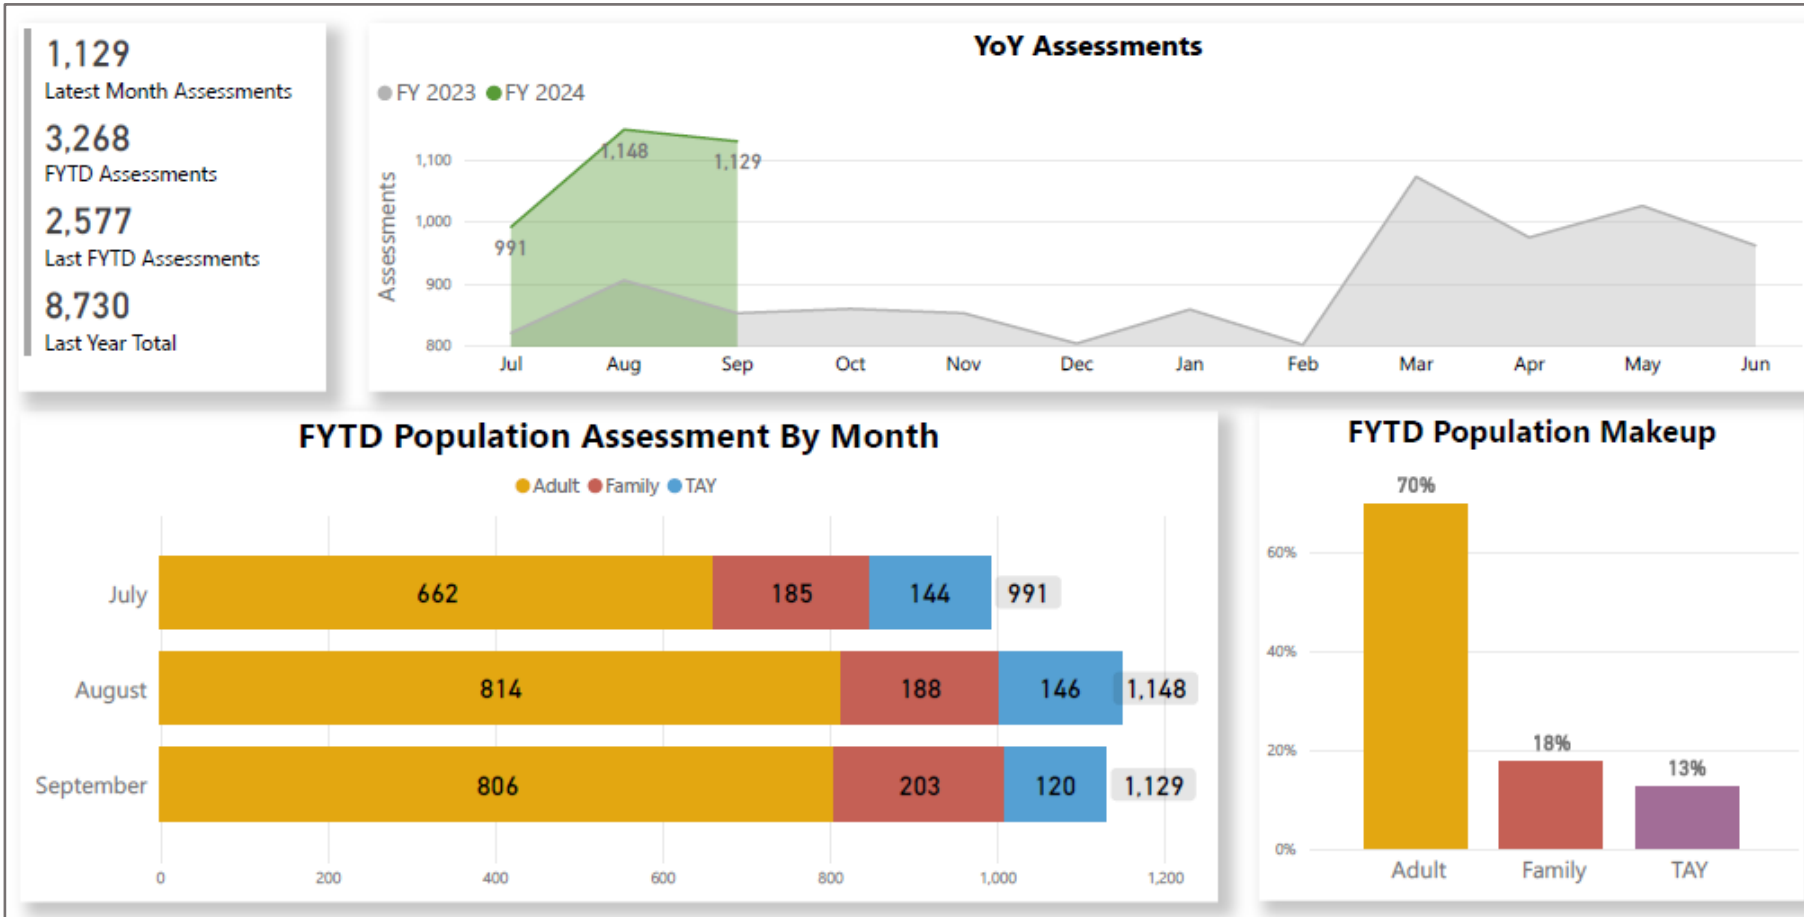 1,129
Latest Month Assessments
3,268
FYTD Assessments
2,577
Last FYTD Assessments
8,730
Last Year Total
YoY Assessments
FY 2023 FY 2024
Assessments
1,100
1,000
900
800
991
1,148
1,129
Jul Aug Sep Oct Nov Dec Jan Feb Mar Apr May Jun
FYTD Population Assessment By Month
Adult Family TAY
July 662 185 144 991
August 814 188 146 1,148
September 806 203 120 1,129
0 200 400 600 800 1,000 1,200
FYTD Population Makeup
60%
40%
20%
0%
70%
18%
13%
Adult Family TAY